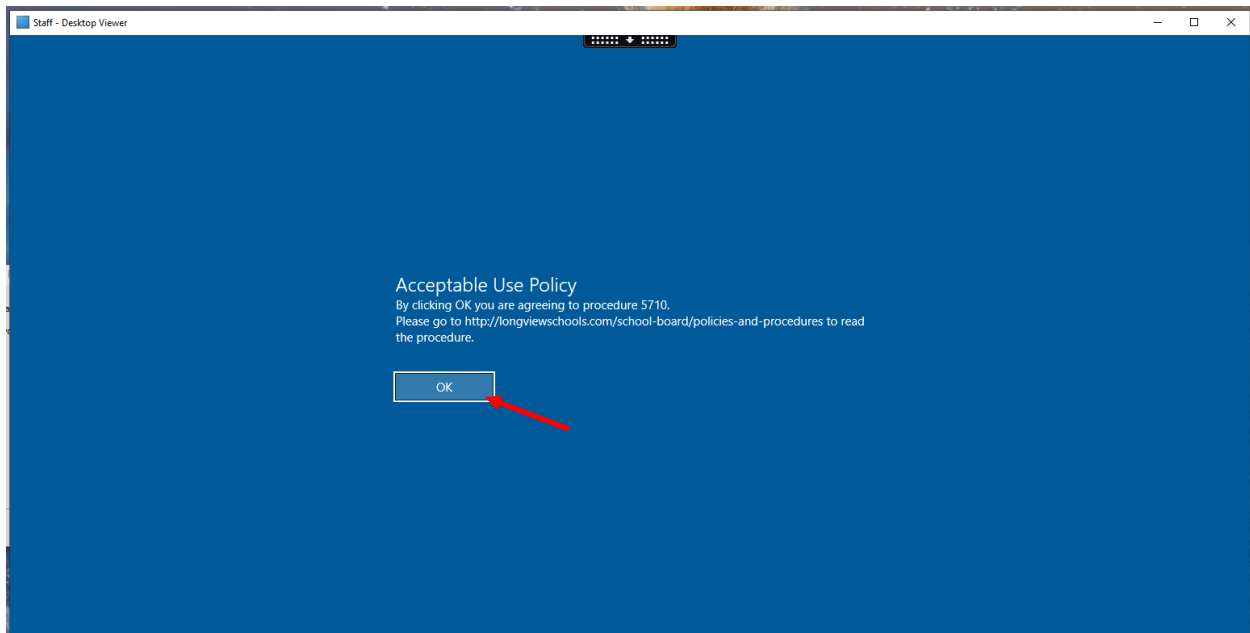 Staff - Desktop Viewer
Acceptable Use Policy
By clicking OK you are agreeing to procedure 5710.
Please go to http://longviewschools.com/school-board/policies-and-procedures to read
the procedure.
OK